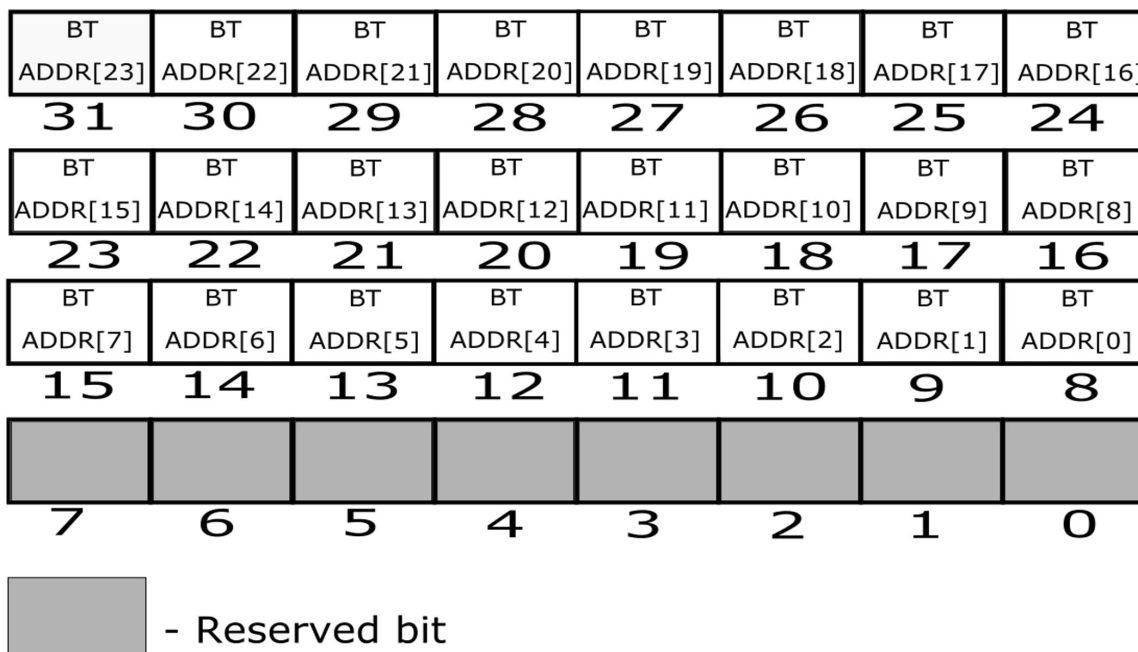 BT BT BT BT BT BT BT BT
ADDR[23] ADDR[22] ADDR[21] ADDR[20] ADDR[19] ADDR[18] ADDR[17] ADDR[16]
31 30 29 28 27 26 25 24
BT BT BT BT BT BT BT BT
ADDR[15] ADDR[14] ADDR[13] ADDR[12] ADDR[11] ADDR[10] ADDR[9] ADDR[8]
23 22 21 20 19 18 17 16
BT BT BT BT BT BT BT BT
ADDR[7] ADDR[6] ADDR[5] ADDR[4] ADDR[3] ADDR[2] ADDR[1] ADDR[0]
15 14 13 12 11 10 9 8
7 6 5 4 3 2 1 0
- Reserved bit